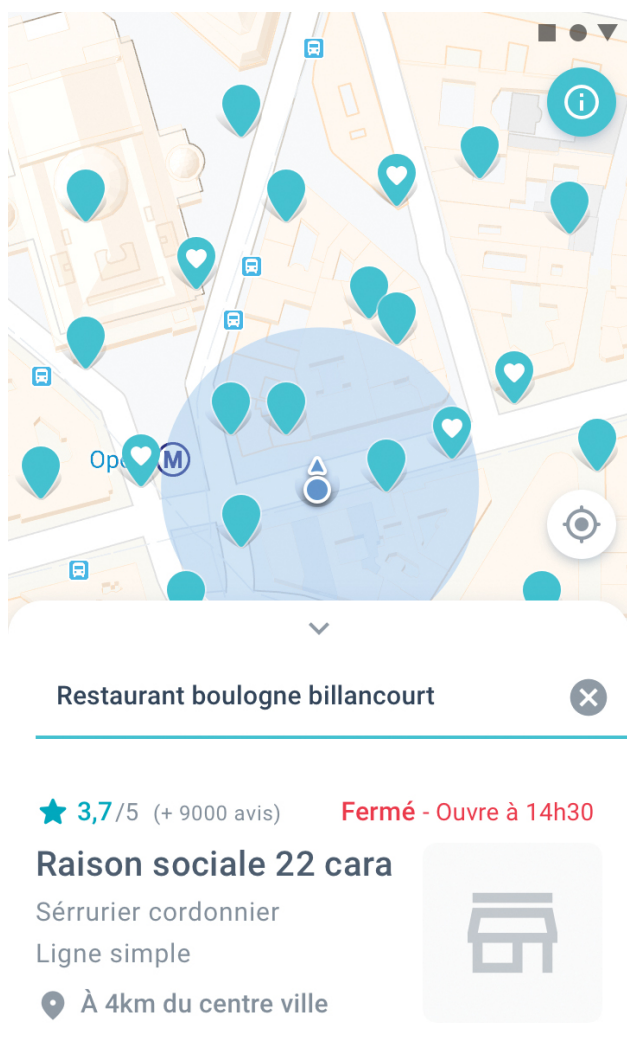 M
Restaurant boulogne billancourt
3,7/5 (+ 9000 avis)
Fermé - Ouvre à 14h30
Raison sociale 22 cara
Sérrurier cordonnier
Ligne simple
À 4km du centre ville